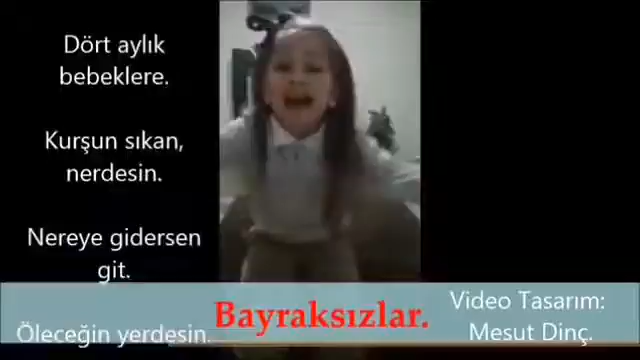 Dört aylık
bebeklere.
Kurşun sıkan,
nerdesin.
Nereye gidersen
git.
Öleceğin yerdesin.
Bayraksızlar.
Video Tasarım:
Mesut Dinç.